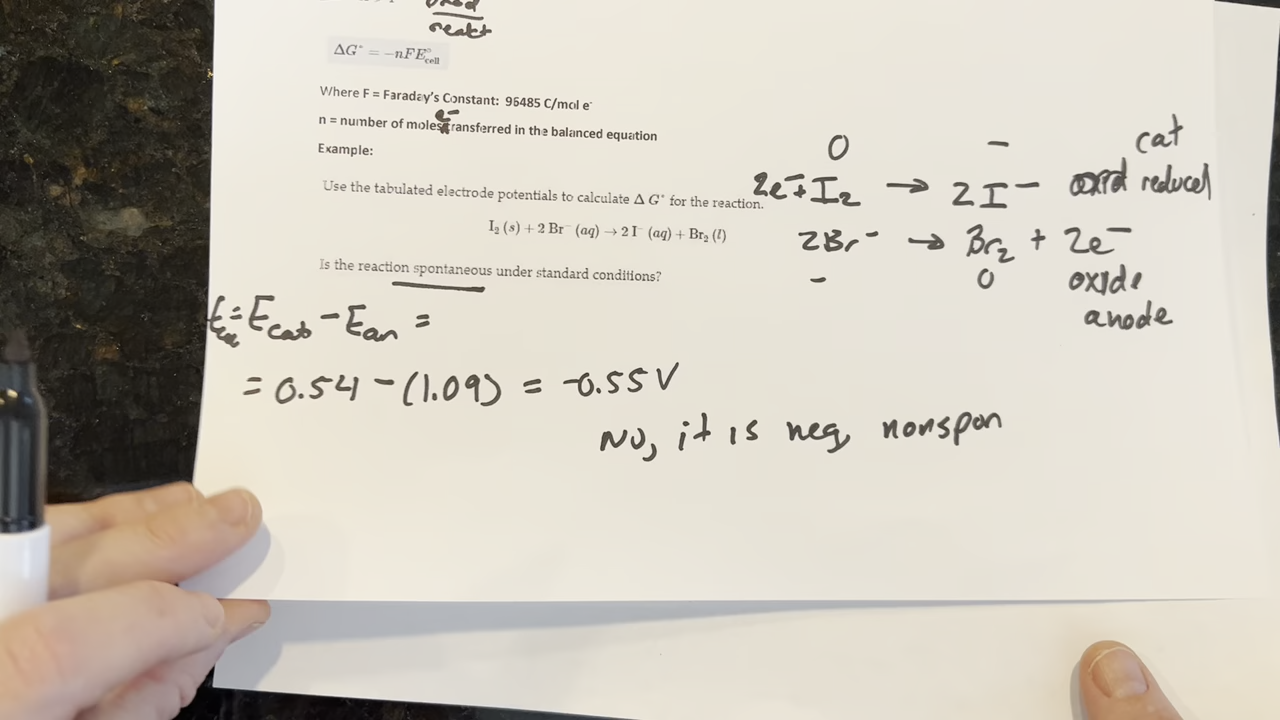 react
ΔG° = −nFE°cell
Where F = Faraday's Constant: 96485 C/mol e-
n = number of moles e- transferred in the balanced equation
Example:
Use the tabulated electrode potentials to calculate Δ G° for the reaction.
I2 (s) + 2 Br- (aq) → 2 I- (aq) + Br2 (l)
Is the reaction spontaneous under standard conditions?
0 − cat
2e- + I2 → 2I- reduced
2Br- → Br2 + 2e-
− 0 oxide
anode
= Ecat − Ean =
= 0.54 − (1.09) = -0.55 V
No, it is neg, nonspon